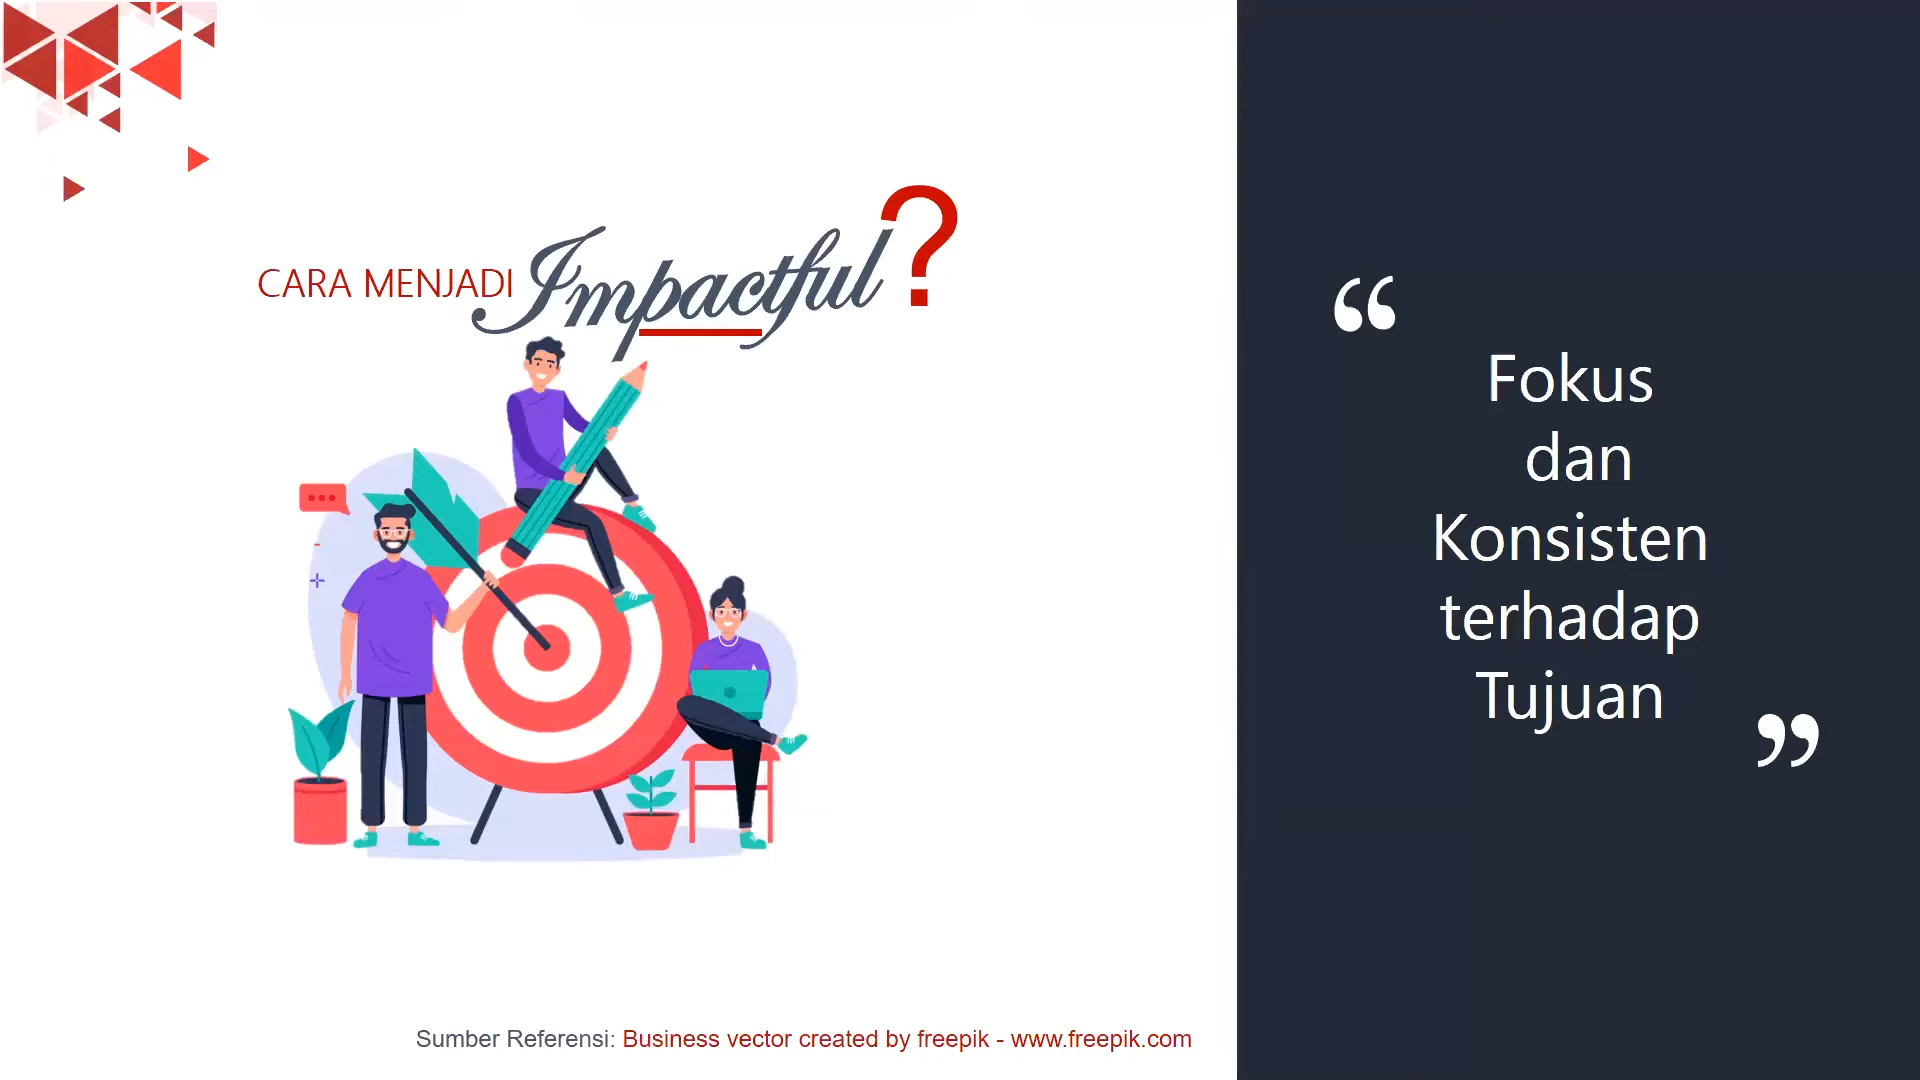 CARA MENJADI Impactful?
“
Fokus
dan
Konsisten
terhadap
Tujuan
”
Sumber Referensi: Business vector created by freepik - www.freepik.com